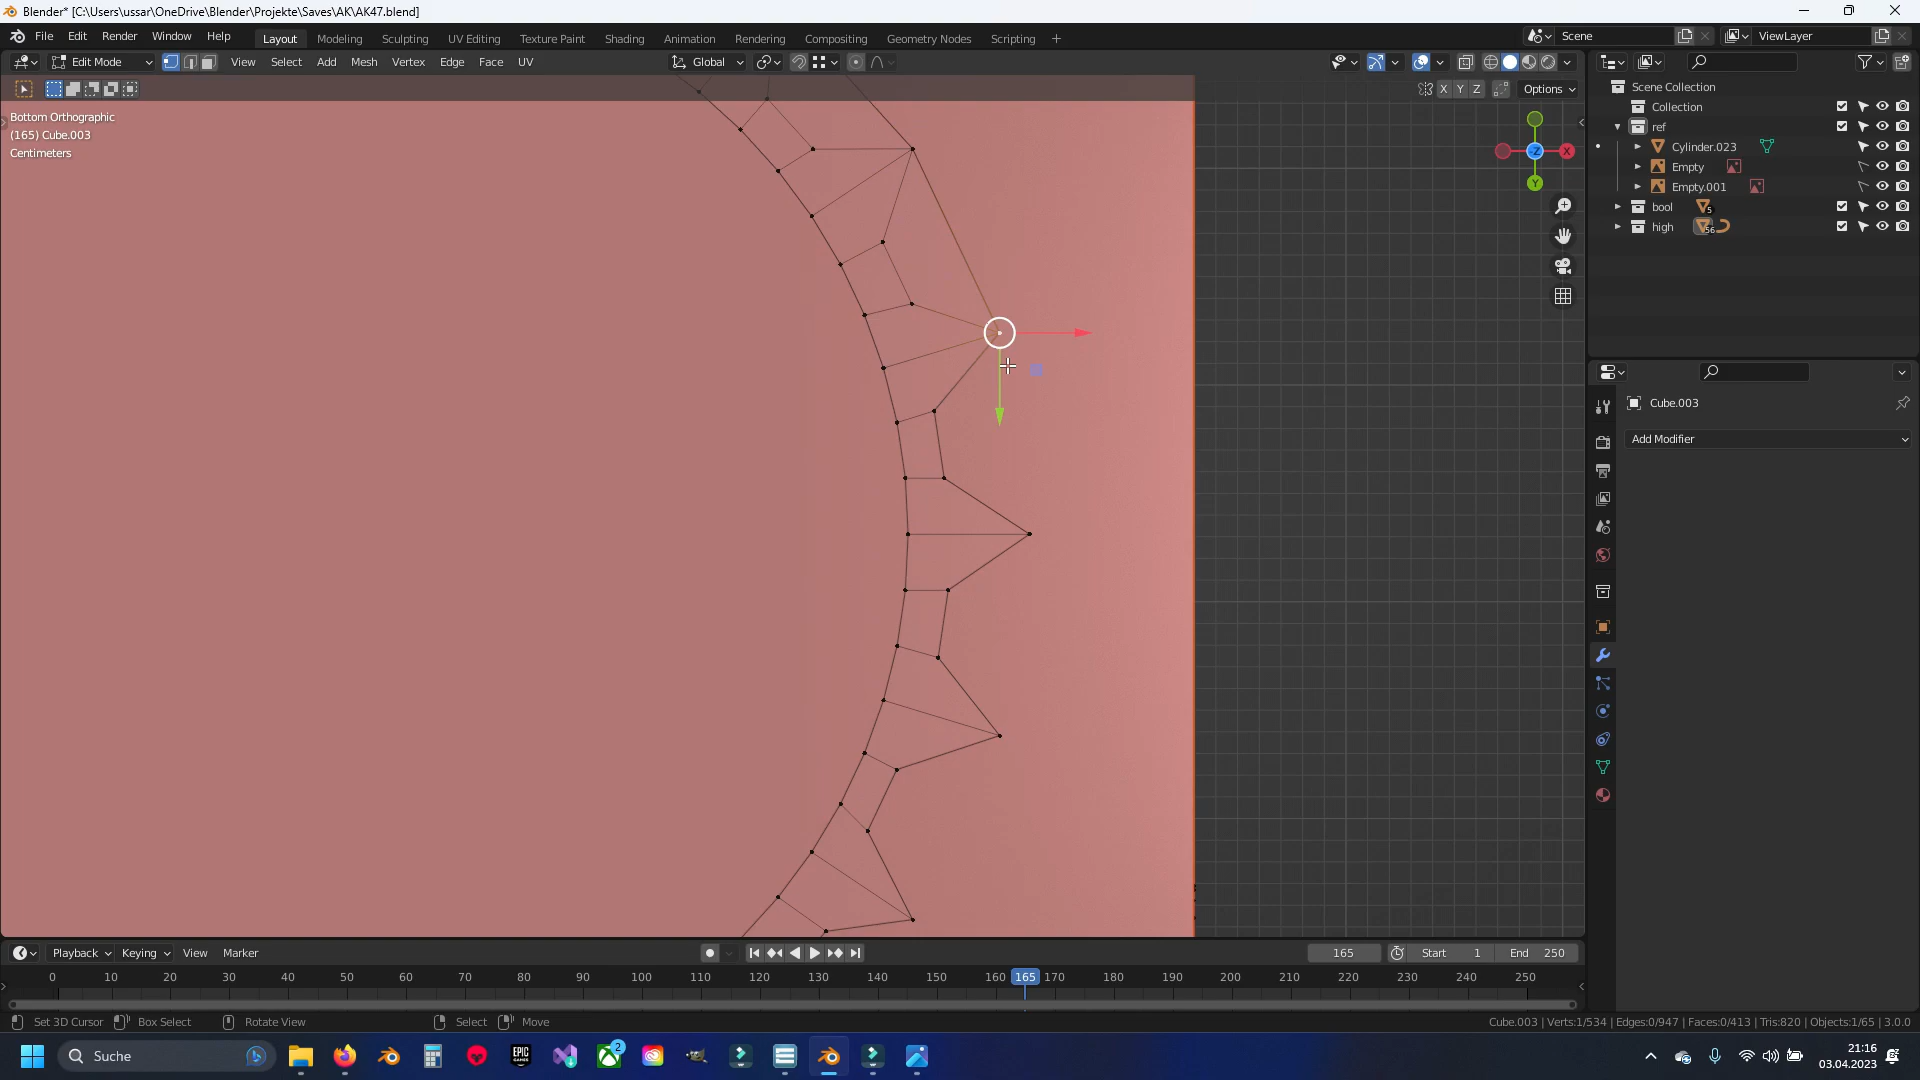 Blender* [C:\Users\ussar\OneDrive\Blender\Projekte\Saves\AK\AK47.blend]
File Edit Render Window Help Layout Modeling Sculpting UV Editing Texture Paint Shading Animation Rendering Compositing Geometry Nodes Scripting + Scene ViewLayer
Edit Mode View Select Add Mesh Vertex Edge Face UV Global
X Y Z Options
Bottom Orthographic
(165) Cube.003
Centimeters
-Z X Y
Scene Collection
Collection
ref
Cylinder.023
Empty
Empty.001
bool 5
high 56
Cube.003
Add Modifier
Playback Keying View Marker 165 Start 1 End 250
0 10 20 30 40 50 60 70 80 90 100 110 120 130 140 150 160 165 170 180 190 200 210 220 230 240 250
Set 3D Cursor Box Select Rotate View Select Move Cube.003 | Verts:1/534 | Edges:0/947 | Faces:0/413 | Tris:820 | Objects:1/65 | 3.0.0
Suche EPIC GAMES 2 21:16
03.04.2023